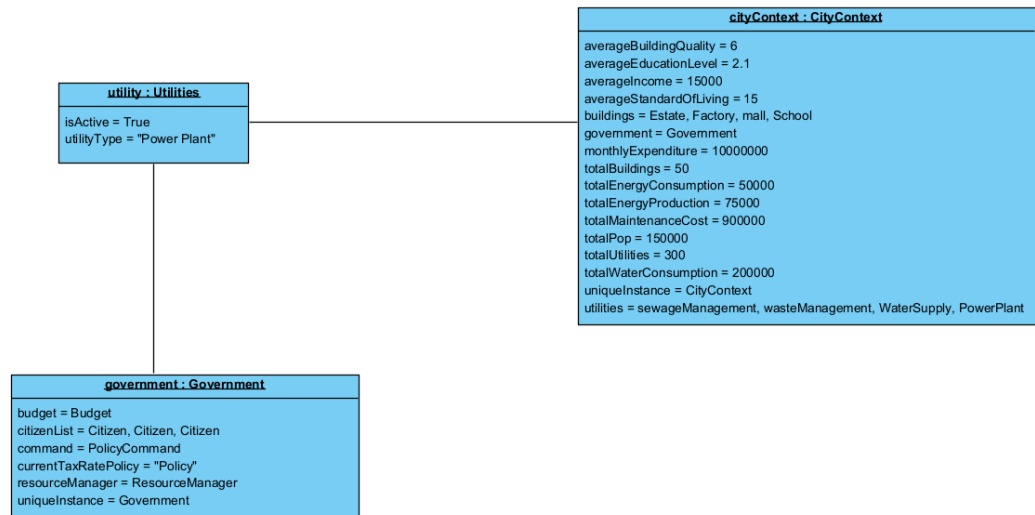 cityContext : CityContext
averageBuildingQuality = 6
averageEducationLevel = 2.1
averageIncome = 15000
averageStandardOfLiving = 15
buildings = Estate, Factory, mall, School
government = Government
monthlyExpenditure = 10000000
totalBuildings = 50
totalEnergyConsumption = 50000
totalEnergyProduction = 75000
totalMaintenanceCost = 900000
totalPop = 150000
totalUtilities = 300
totalWaterConsumption = 200000
uniqueInstance = CityContext
utilities = sewageManagement, wasteManagement, WaterSupply, PowerPlant
utility : Utilities
isActive = True
utilityType = "Power Plant"
government : Government
budget = Budget
citizenList = Citizen, Citizen, Citizen
command = PolicyCommand
currentTaxRatePolicy = "Policy"
resourceManager = ResourceManager
uniqueInstance = Government